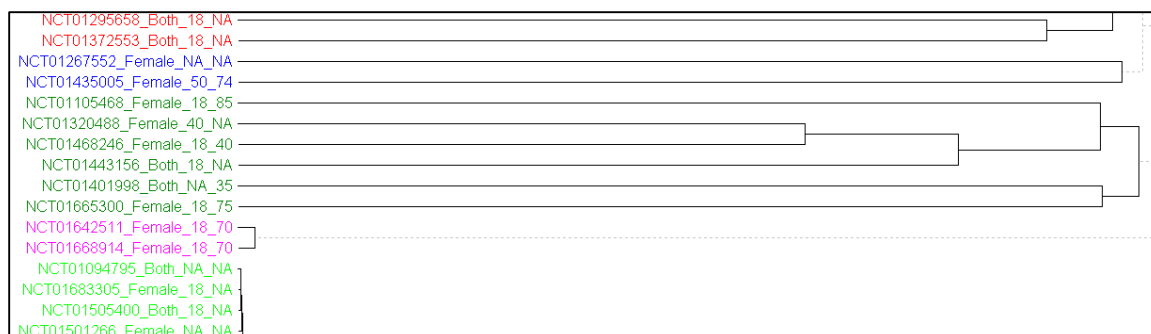 NCT01295658_Both_18_NA
NCT01372553_Both_18_NA
NCT01267552_Female_NA_NA
NCT01435005_Female_50_74
NCT01105468_Female_18_85
NCT01320488_Female_40_NA
NCT01468246_Female_18_40
NCT01443156_Both_18_NA
NCT01401998_Both_NA_35
NCT01665300_Female_18_75
NCT01642511_Female_18_70
NCT01668914_Female_18_70
NCT01094795_Both_NA_NA
NCT01683305_Female_18_NA
NCT01505400_Both_18_NA
NCT01501266_Female_NA_NA